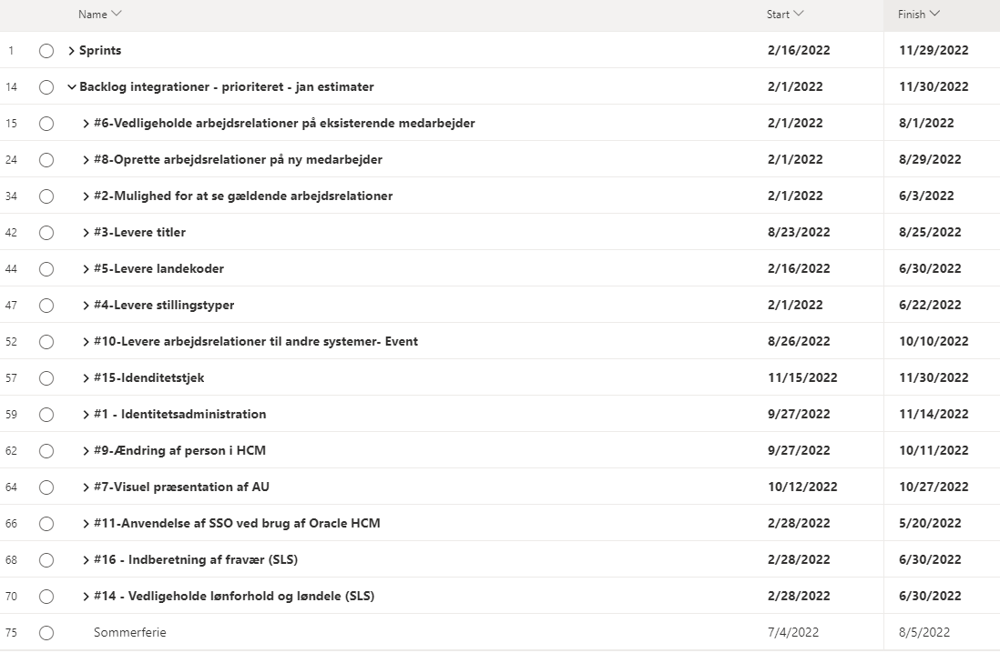 Name Start Finish
1 Sprints 2/16/2022 11/29/2022
14 Backlog integrationer - prioriteret - jan estimater 2/1/2022 11/30/2022
15 #6-Vedligeholde arbejdsrelationer på eksisterende medarbejder 2/1/2022 8/1/2022
24 #8-Oprette arbejdsrelationer på ny medarbejder 2/1/2022 8/29/2022
34 #2-Mulighed for at se gældende arbejdsrelationer 2/1/2022 6/3/2022
42 #3-Levere titler 8/23/2022 8/25/2022
44 #5-Levere landekoder 2/16/2022 6/30/2022
47 #4-Levere stillingstyper 2/1/2022 6/22/2022
52 #10-Levere arbejdsrelationer til andre systemer- Event 8/26/2022 10/10/2022
57 #15-Idenditetstjek 11/15/2022 11/30/2022
59 #1 - Identitetsadministration 9/27/2022 11/14/2022
62 #9-Ændring af person i HCM 9/27/2022 10/11/2022
64 #7-Visuel præsentation af AU 10/12/2022 10/27/2022
66 #11-Anvendelse af SSO ved brug af Oracle HCM 2/28/2022 5/20/2022
68 #16 - Indberetning af fravær (SLS) 2/28/2022 6/30/2022
70 #14 - Vedligeholde lønforhold og løndele (SLS) 2/28/2022 6/30/2022
75 Sommerferie 7/4/2022 8/5/2022